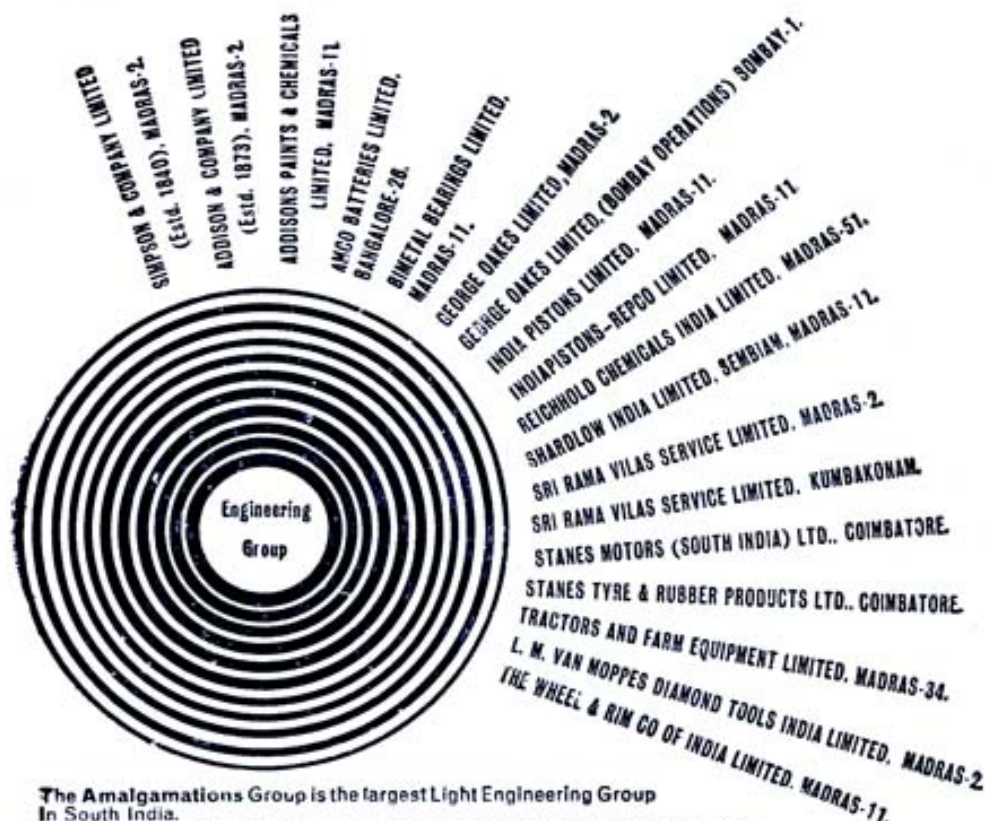 SIMPSON & COMPANY LIMITED
(Estd. 1840). MADRAS-2.
ADDISON & COMPANY LIMITED
(Estd. 1873). MADRAS-2
ADDISONS PAINTS & CHEMICALS
LIMITED. MADRAS-11
AMCO BATTERIES LIMITED.
BANGALORE-26.
BIMETAL BEARINGS LIMITED.
MADRAS-11.
GEORGE OAKES LIMITED, MADRAS-2.
GEORGE OAKES LIMITED, (BOMBAY OPERATIONS) BOMBAY-1.
INDIA PISTONS LIMITED. MADRAS-11.
INDIAPISTONS-REPCO LIMITED. MADRAS-11
REICHHOLD CHEMICALS INDIA LIMITED, MADRAS-51.
SHARDLOW INDIA LIMITED, SEMBIAM, MADRAS-11.
SRI RAMA VILAS SERVICE LIMITED. MADRAS-2.
SRI RAMA VILAS SERVICE LIMITED. KUMBAKONAM.
STANES MOTORS (SOUTH INDIA) LTD.. COIMBATORE.
STANES TYRE & RUBBER PRODUCTS LTD.. COIMBATORE.
TRACTORS AND FARM EQUIPMENT LIMITED. MADRAS-34.
L. M. VAN MOPPES DIAMOND TOOLS INDIA LIMITED. MADRAS-2
THE WHEEL & RIM CO OF INDIA LIMITED. MADRAS-11.
Engineering
Group
The Amalgamations Group is the largest Light Engineering Group
In South India.